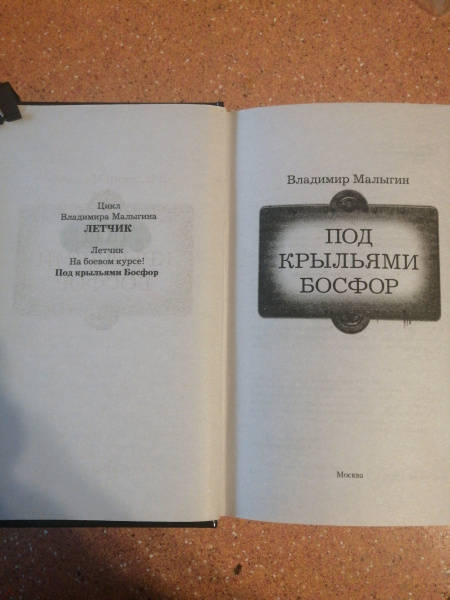 Цикл
Владимира Малыгина
ЛЕТЧИК
Летчик
На боевом курсе!
Под крыльями Босфор
Владимир Малыгин
ПОД
КРЫЛЬЯМИ
БОСФОР
Москва